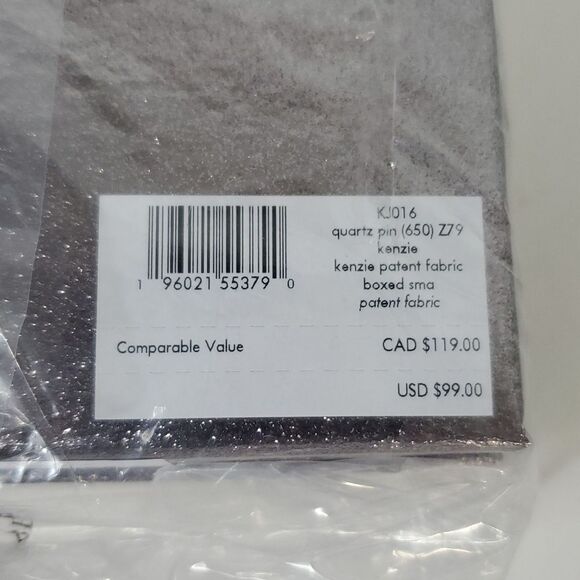 KJ016
quartz pin (650) Z79
kenzie
kenzie patent fabric
boxed sma
patent fabric
1 96021 55379 0
Comparable Value CAD $119.00
USD $99.00